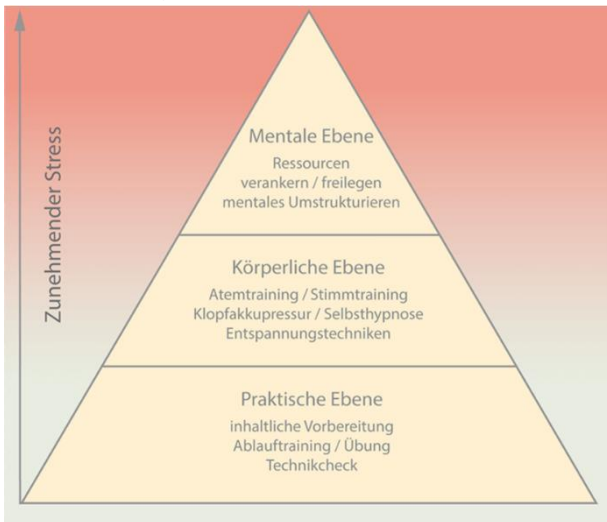 Zunehmender Stress
Mentale Ebene
Ressourcen
verankern / freilegen
mentales Umstrukturieren
Körperliche Ebene
Atemtraining / Stimmtraining
Klopfakkupressur / Selbsthypnose
Entspannungstechniken
Praktische Ebene
inhaltliche Vorbereitung
Ablauftraining / Übung
Technikcheck